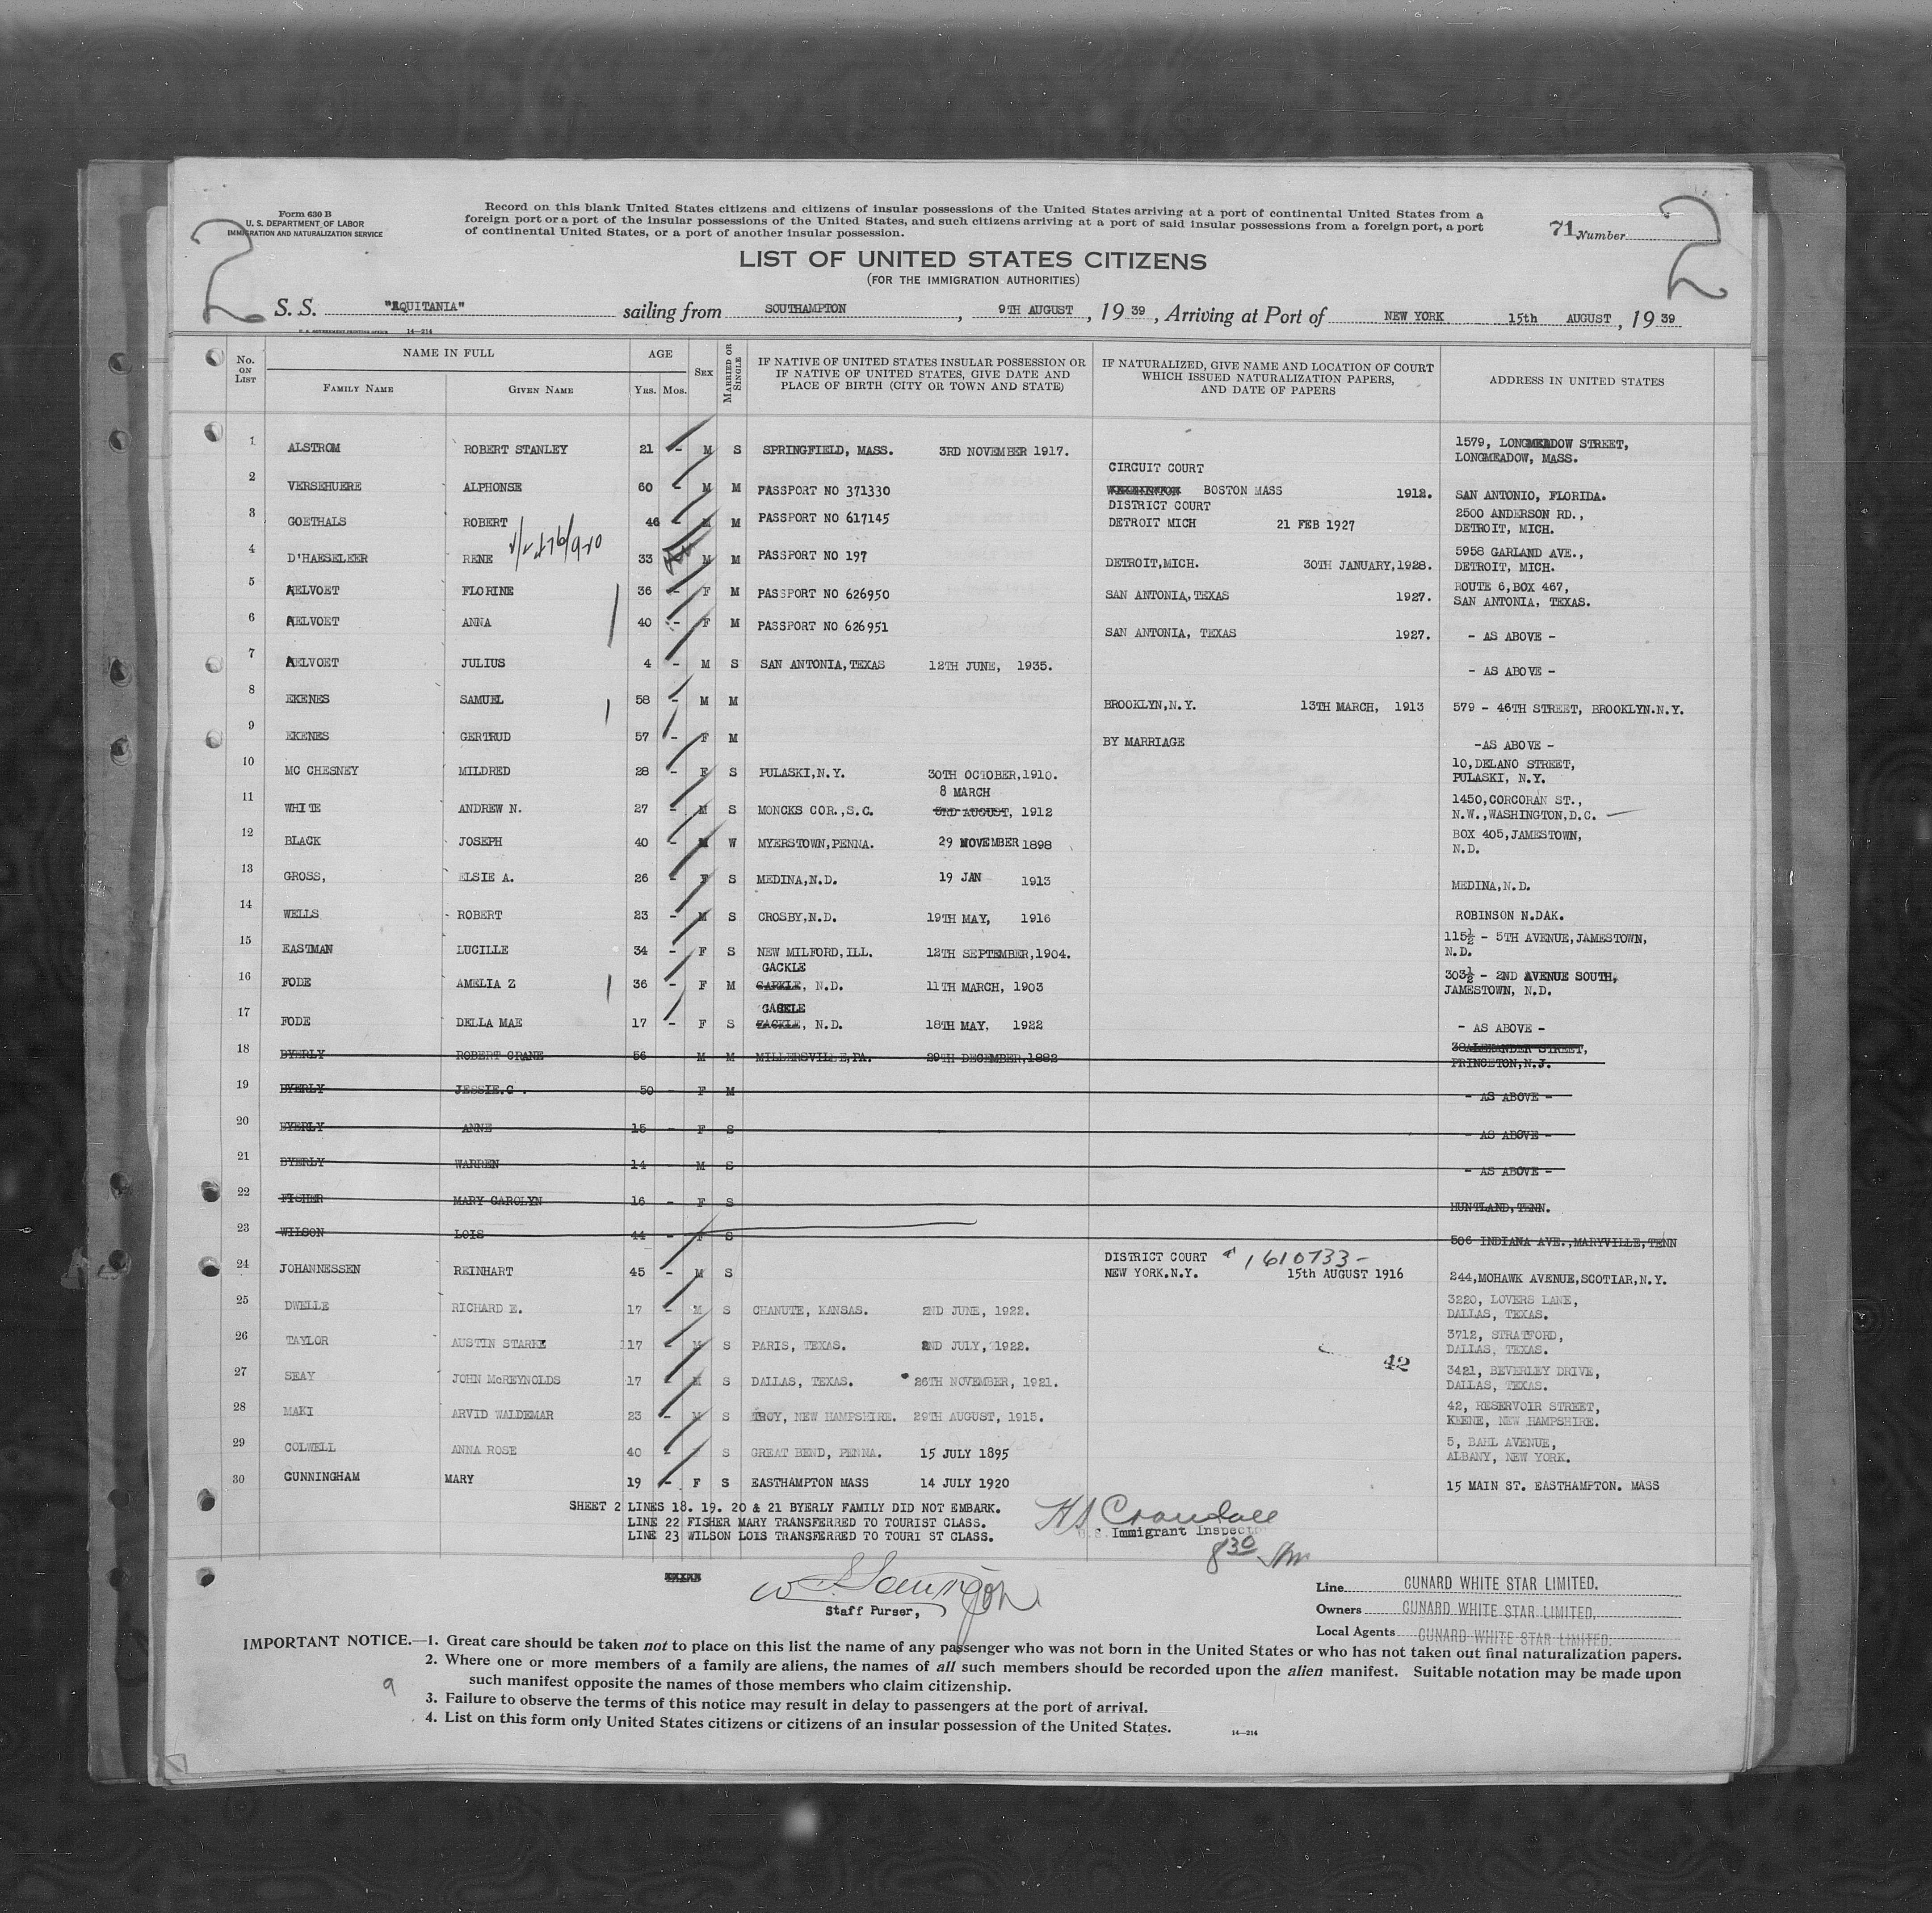 Form 630 B
U. S. DEPARTMENT OF LABOR
IMMIGRATION AND NATURALIZATION SERVICE
Record on this blank United States citizens and citizens of insular possessions of the United States arriving at a port of continental United States from a
foreign port or a port of the insular possessions of the United States, and such citizens arriving at a port of said insular possessions from a foreign port, a port
of continental United States, or a port of another insular possession.
71 Number
2
2
LIST OF UNITED STATES CITIZENS
(FOR THE IMMIGRATION AUTHORITIES)
S. S. "AQUITANIA" sailing from SOUTHAMPTON, 9TH AUGUST, 19 39, Arriving at Port of NEW YORK 15th AUGUST, 19 39
U. S. GOVERNMENT PRINTING OFFICE 14—214
No. ON LIST
NAME IN FULL
FAMILY NAME GIVEN NAME
AGE
YRS. MOS.
SEX
MARRIED OR SINGLE
IF NATIVE OF UNITED STATES INSULAR POSSESSION OR
IF NATIVE OF UNITED STATES, GIVE DATE AND
PLACE OF BIRTH (CITY OR TOWN AND STATE)
IF NATURALIZED, GIVE NAME AND LOCATION OF COURT
WHICH ISSUED NATURALIZATION PAPERS,
AND DATE OF PAPERS
ADDRESS IN UNITED STATES
1 ALSTROM ROBERT STANLEY 21 - M S SPRINGFIELD, MASS. 3RD NOVEMBER 1917. 1579, LONGMEADOW STREET,
LONGMEADOW, MASS.
CIRCUIT COURT
2 VERSEHUERE ALPHONSE 60 - M M PASSPORT NO 371330 BOSTON MASS 1912. SAN ANTONIO, FLORIDA.
DISTRICT COURT
3 GOETHALS ROBERT 46 - M M PASSPORT NO 617145 DETROIT MICH 21 FEB 1927 2500 ANDERSON RD.,
DETROIT, MICH.
4 D'HAESELEER RENE 33 M M PASSPORT NO 197 DETROIT,MICH. 30TH JANUARY,1928. 5958 GARLAND AVE.,
DETROIT, MICH.
5 AELVOET FLORINE 36 - F M PASSPORT NO 626950 SAN ANTONIA,TEXAS 1927. ROUTE 6,BOX 467,
SAN ANTONIA, TEXAS.
6 AELVOET ANNA 40 - F M PASSPORT NO 626951 SAN ANTONIA, TEXAS 1927. - AS ABOVE -
7 AELVOET JULIUS 4 - M S SAN ANTONIA,TEXAS 12TH JUNE, 1935. - AS ABOVE -
8 EKENES SAMUEL 58 - M M BROOKLYN,N.Y. 13TH MARCH, 1913 579 - 46TH STREET, BROOKLYN.N.Y.
9 EKENES GERTRUD 57 - F M BY MARRIAGE -AS ABOVE -
10 MC CHESNEY MILDRED 28 - F S PULASKI,N.Y. 30TH OCTOBER,1910. 10,DELANO STREET,
PULASKI, N.Y.
8 MARCH
11 WHITE ANDREW N. 27 - M S MONCKS COR.,S.C. 3RD AUGUST, 1912 1450,CORCORAN ST.,
N.W.,WASHINGTON,D.C.
12 BLACK JOSEPH 40 - M W MYERSTOWN,PENNA. 29 NOVEMBER 1898 BOX 405,JAMESTOWN,
N.D.
13 GROSS, ELSIE A. 26 - F S MEDINA,N.D. 19 JAN 1913 MEDINA,N.D.
14 WELLS ROBERT 23 - M S CROSBY,N.D. 19TH MAY, 1916 ROBINSON N.DAK.
15 EASTMAN LUCILLE 34 - F S NEW MILFORD,ILL. 12TH SEPTEMBER,1904. 115½ - 5TH AVENUE,JAMESTOWN,
N.D.
GACKLE
16 FODE AMELIA Z 36 - F M GARKLE, N.D. 11TH MARCH, 1903 303½ - 2ND AVENUE SOUTH,
JAMESTOWN, N.D.
GACKLE
17 FODE DELLA MAE 17 - F S ZACKLE, N.D. 18TH MAY, 1922 - AS ABOVE -
18 BYERLY ROBERT CRANE 56 M M MILLERSVILLE,PA. 29TH DECEMBER,1882 38 ALEXANDER STREET,
PRINCETON,N.J.
19 BYERLY JESSIE.C. 50 - F M - AS ABOVE -
20 BYERLY ANNE 15 - F S - AS ABOVE -
21 BYERLY WARREN 14 - M S - AS ABOVE -
22 FISHER MARY CAROLYN 16 - F S HUNTLAND,TENN.
23 WILSON LOIS 44 - F S 506 INDIANA AVE.,MARYVILLE,TENN
DISTRICT COURT # 1610733-
24 JOHANNESSEN REINHART 45 - M S NEW YORK.N.Y. 15th AUGUST 1916 244,MOHAWK AVENUE,SCOTIAR,N.Y.
25 DWELLE RICHARD E. 17 - M S CHANUTE, KANSAS. 2ND JUNE, 1922. 3220, LOVERS LANE,
DALLAS, TEXAS.
26 TAYLOR AUSTIN STARKE 17 - M S PARIS, TEXAS. 2ND JULY, 1922. 3712, STRATFORD,
DALLAS, TEXAS.
42
27 SEAY JOHN McREYNOLDS 17 - M S DALLAS, TEXAS. 26TH NOVEMBER, 1921. 3421, BEVERLEY DRIVE,
DALLAS, TEXAS.
28 MAKI ARVID WALDEMAR 23 - M S TROY, NEW HAMPSHIRE. 29TH AUGUST, 1915. 42, RESERVOIR STREET,
KEENE, NEW HAMPSHIRE.
29 COLWELL ANNA ROSE 40 - F S GREAT BEND, PENNA. 15 JULY 1895 5, BAHL AVENUE,
ALBANY, NEW YORK.
30 CUNNINGHAM MARY 19 - F S EASTHAMPTON MASS 14 JULY 1920 15 MAIN ST. EASTHAMPTON. MASS
SHEET 2 LINES 18. 19. 20 & 21 BYERLY FAMILY DID NOT EMBARK.
LINE 22 FISHER MARY TRANSFERRED TO TOURIST CLASS.
LINE 23 WILSON LOIS TRANSFERRED TO TOURI ST CLASS.
H S Crandall
U.S. Immigrant Inspector
8 30
Staff Purser,
Line CUNARD WHITE STAR LIMITED.
Owners CUNARD WHITE STAR LIMITED.
Local Agents CUNARD WHITE STAR LIMITED.
IMPORTANT NOTICE.—1. Great care should be taken not to place on this list the name of any passenger who was not born in the United States or who has not taken out final naturalization papers.
2. Where one or more members of a family are aliens, the names of all such members should be recorded upon the alien manifest. Suitable notation may be made upon
such manifest opposite the names of those members who claim citizenship.
3. Failure to observe the terms of this notice may result in delay to passengers at the port of arrival.
4. List on this form only United States citizens or citizens of an insular possession of the United States.
14—214
9